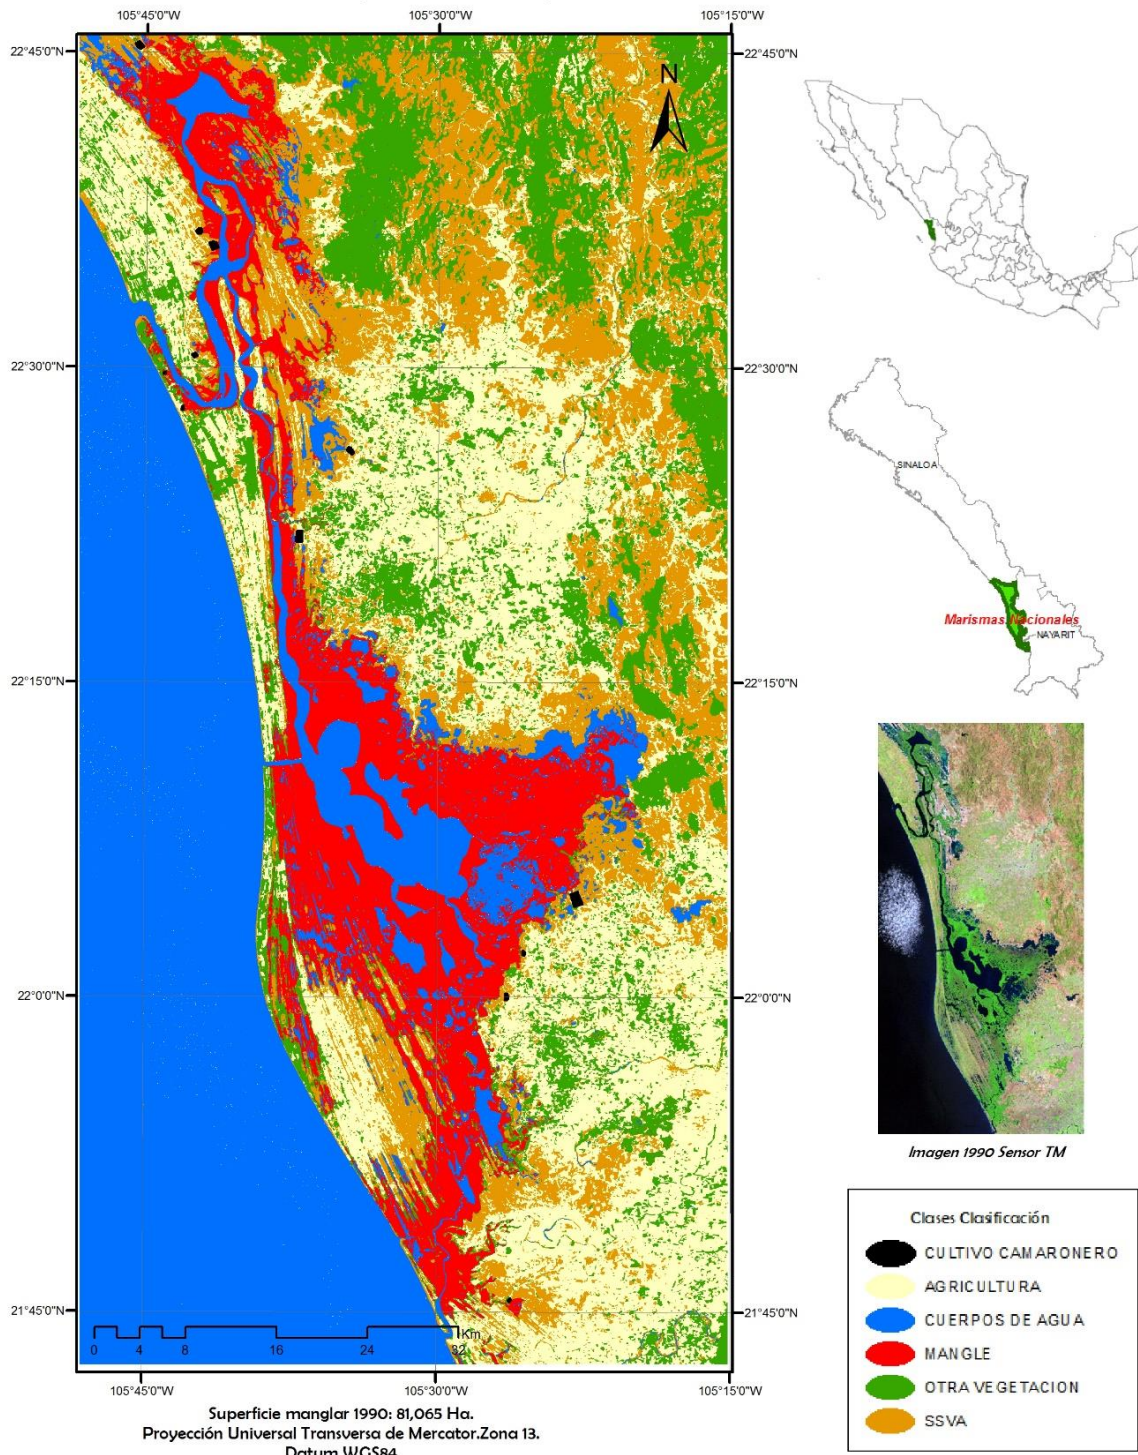 105°45'0"W 105°30'0"W 105°15'0"W
22°45'0"N 22°45'0"N
N
22°30'0"N 22°30'0"N
SINALOA
Marismas Nacionales
NAYARIT
22°15'0"N 22°15'0"N
22°0'0"N 22°0'0"N
Imagen 1990 Sensor TM
Clases Clasificación
CULTIVO CAMARONERO
AGRICULTURA
CUERPOS DE AGUA
MANGLE
OTRA VEGETACION
SSVA
21°45'0"N 21°45'0"N
Km
0 4 8 16 24 32
105°45'0"W 105°30'0"W 105°15'0"W
Superficie manglar 1990: 81,065 Ha.
Proyección Universal Transversa de Mercator.Zona 13.
Datum WGS84